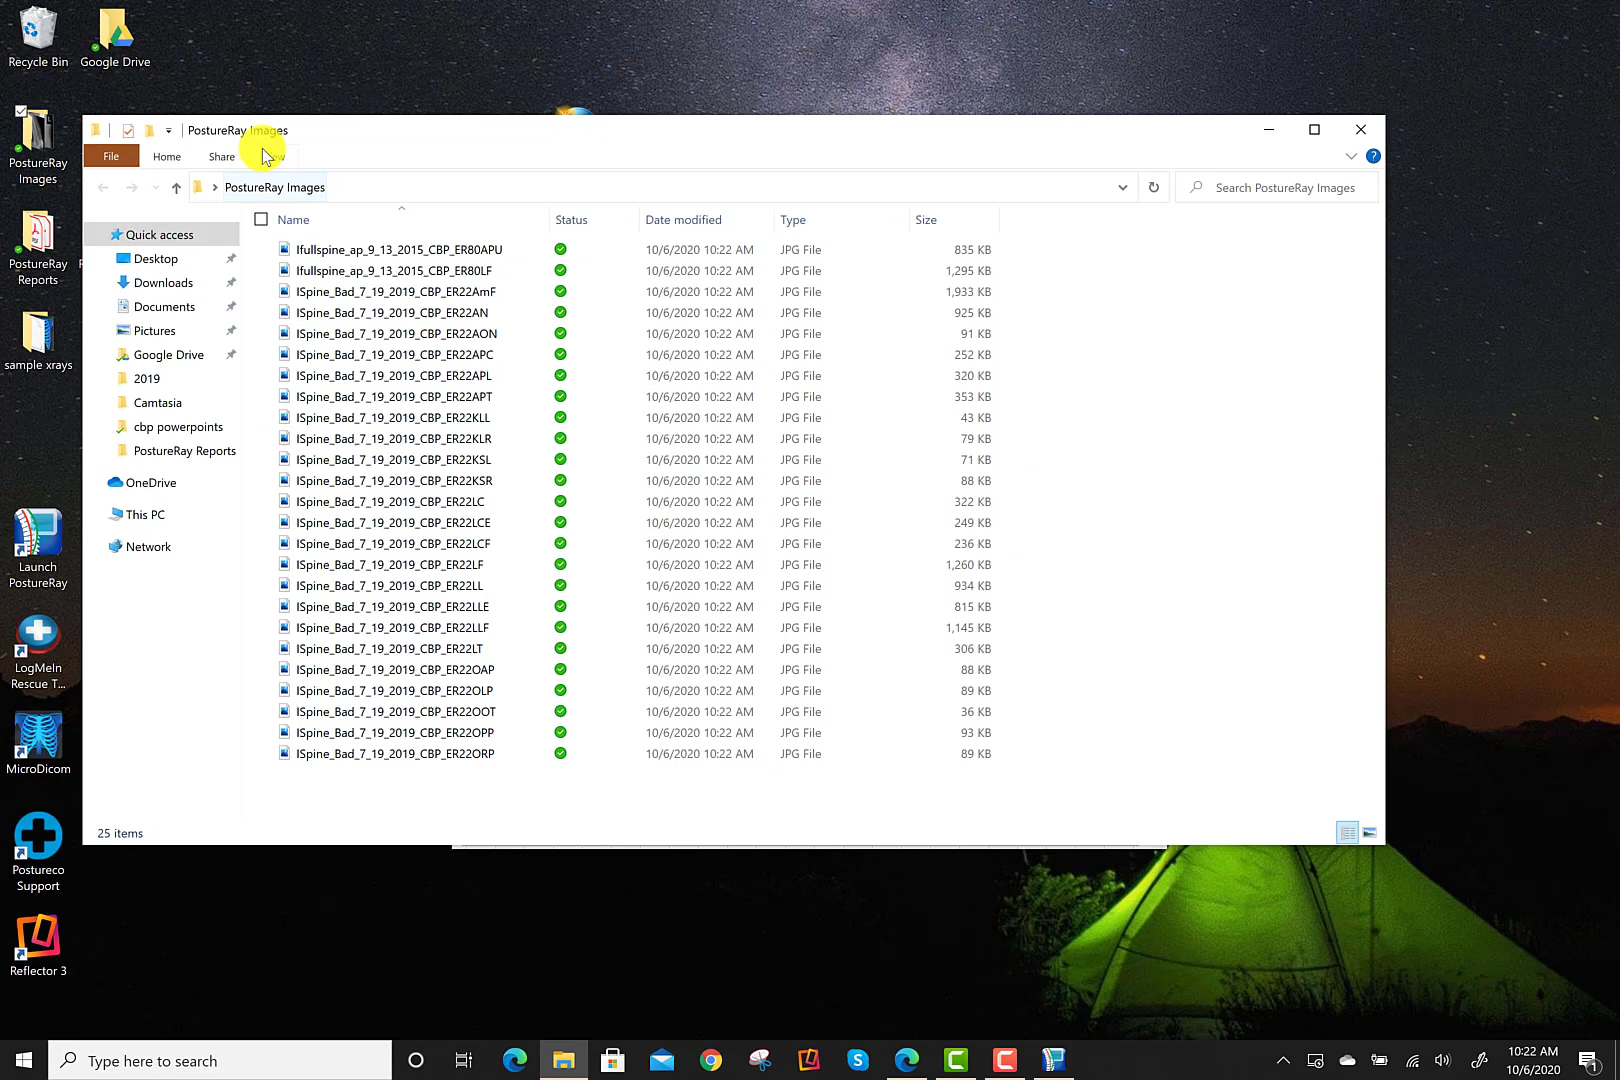 Recycle Bin
Google Drive
PostureRay Images
PostureRay Reports
sample xrays
Launch PostureRay
LogMeIn Rescue T...
MicroDicom
Postureco Support
Reflector 3
PostureRay Images
File Home Share
PostureRay Images
Search PostureRay Images
Quick access
Desktop
Downloads
Documents
Pictures
Google Drive
2019
Camtasia
cbp powerpoints
PostureRay Reports
OneDrive
This PC
Network
Name Status Date modified Type Size
Ifullspine_ap_9_13_2015_CBP_ER80APU 10/6/2020 10:22 AM JPG File 835 KB
Ifullspine_ap_9_13_2015_CBP_ER80LF 10/6/2020 10:22 AM JPG File 1,295 KB
ISpine_Bad_7_19_2019_CBP_ER22AmF 10/6/2020 10:22 AM JPG File 1,933 KB
ISpine_Bad_7_19_2019_CBP_ER22AN 10/6/2020 10:22 AM JPG File 925 KB
ISpine_Bad_7_19_2019_CBP_ER22AON 10/6/2020 10:22 AM JPG File 91 KB
ISpine_Bad_7_19_2019_CBP_ER22APC 10/6/2020 10:22 AM JPG File 252 KB
ISpine_Bad_7_19_2019_CBP_ER22APL 10/6/2020 10:22 AM JPG File 320 KB
ISpine_Bad_7_19_2019_CBP_ER22APT 10/6/2020 10:22 AM JPG File 353 KB
ISpine_Bad_7_19_2019_CBP_ER22KLL 10/6/2020 10:22 AM JPG File 43 KB
ISpine_Bad_7_19_2019_CBP_ER22KLR 10/6/2020 10:22 AM JPG File 79 KB
ISpine_Bad_7_19_2019_CBP_ER22KSL 10/6/2020 10:22 AM JPG File 71 KB
ISpine_Bad_7_19_2019_CBP_ER22KSR 10/6/2020 10:22 AM JPG File 88 KB
ISpine_Bad_7_19_2019_CBP_ER22LC 10/6/2020 10:22 AM JPG File 322 KB
ISpine_Bad_7_19_2019_CBP_ER22LCE 10/6/2020 10:22 AM JPG File 249 KB
ISpine_Bad_7_19_2019_CBP_ER22LCF 10/6/2020 10:22 AM JPG File 236 KB
ISpine_Bad_7_19_2019_CBP_ER22LF 10/6/2020 10:22 AM JPG File 1,260 KB
ISpine_Bad_7_19_2019_CBP_ER22LL 10/6/2020 10:22 AM JPG File 934 KB
ISpine_Bad_7_19_2019_CBP_ER22LLE 10/6/2020 10:22 AM JPG File 815 KB
ISpine_Bad_7_19_2019_CBP_ER22LLF 10/6/2020 10:22 AM JPG File 1,145 KB
ISpine_Bad_7_19_2019_CBP_ER22LT 10/6/2020 10:22 AM JPG File 306 KB
ISpine_Bad_7_19_2019_CBP_ER22OAP 10/6/2020 10:22 AM JPG File 88 KB
ISpine_Bad_7_19_2019_CBP_ER22OLP 10/6/2020 10:22 AM JPG File 89 KB
ISpine_Bad_7_19_2019_CBP_ER22OOT 10/6/2020 10:22 AM JPG File 36 KB
ISpine_Bad_7_19_2019_CBP_ER22OPP 10/6/2020 10:22 AM JPG File 93 KB
ISpine_Bad_7_19_2019_CBP_ER22ORP 10/6/2020 10:22 AM JPG File 89 KB
25 items
Type here to search
10:22 AM
10/6/2020
1